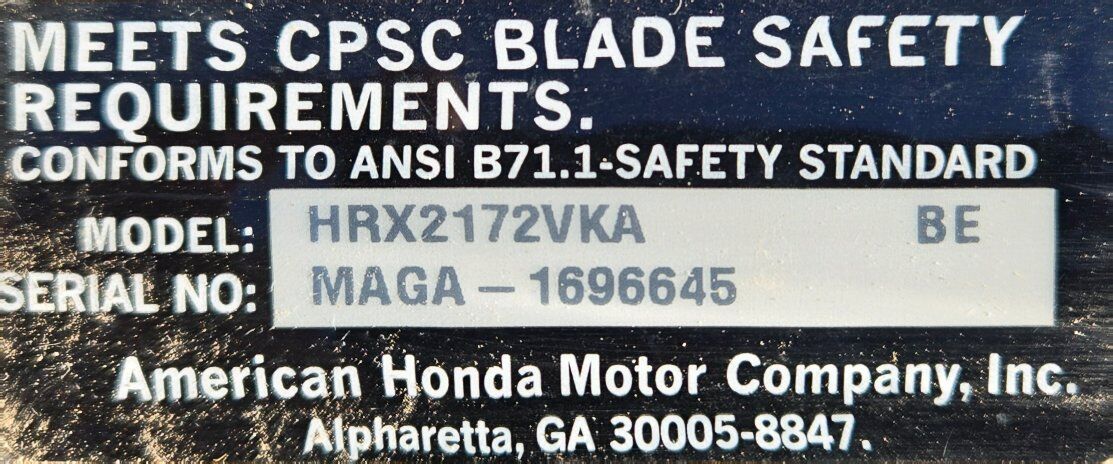 MEETS CPSC BLADE SAFETY
REQUIREMENTS.
CONFORMS TO ANSI B71.1-SAFETY STANDARD
MODEL: HRX2172VKA BE
SERIAL NO: MAGA – 1696645
American Honda Motor Company, Inc.
Alpharetta, GA 30005-8847.